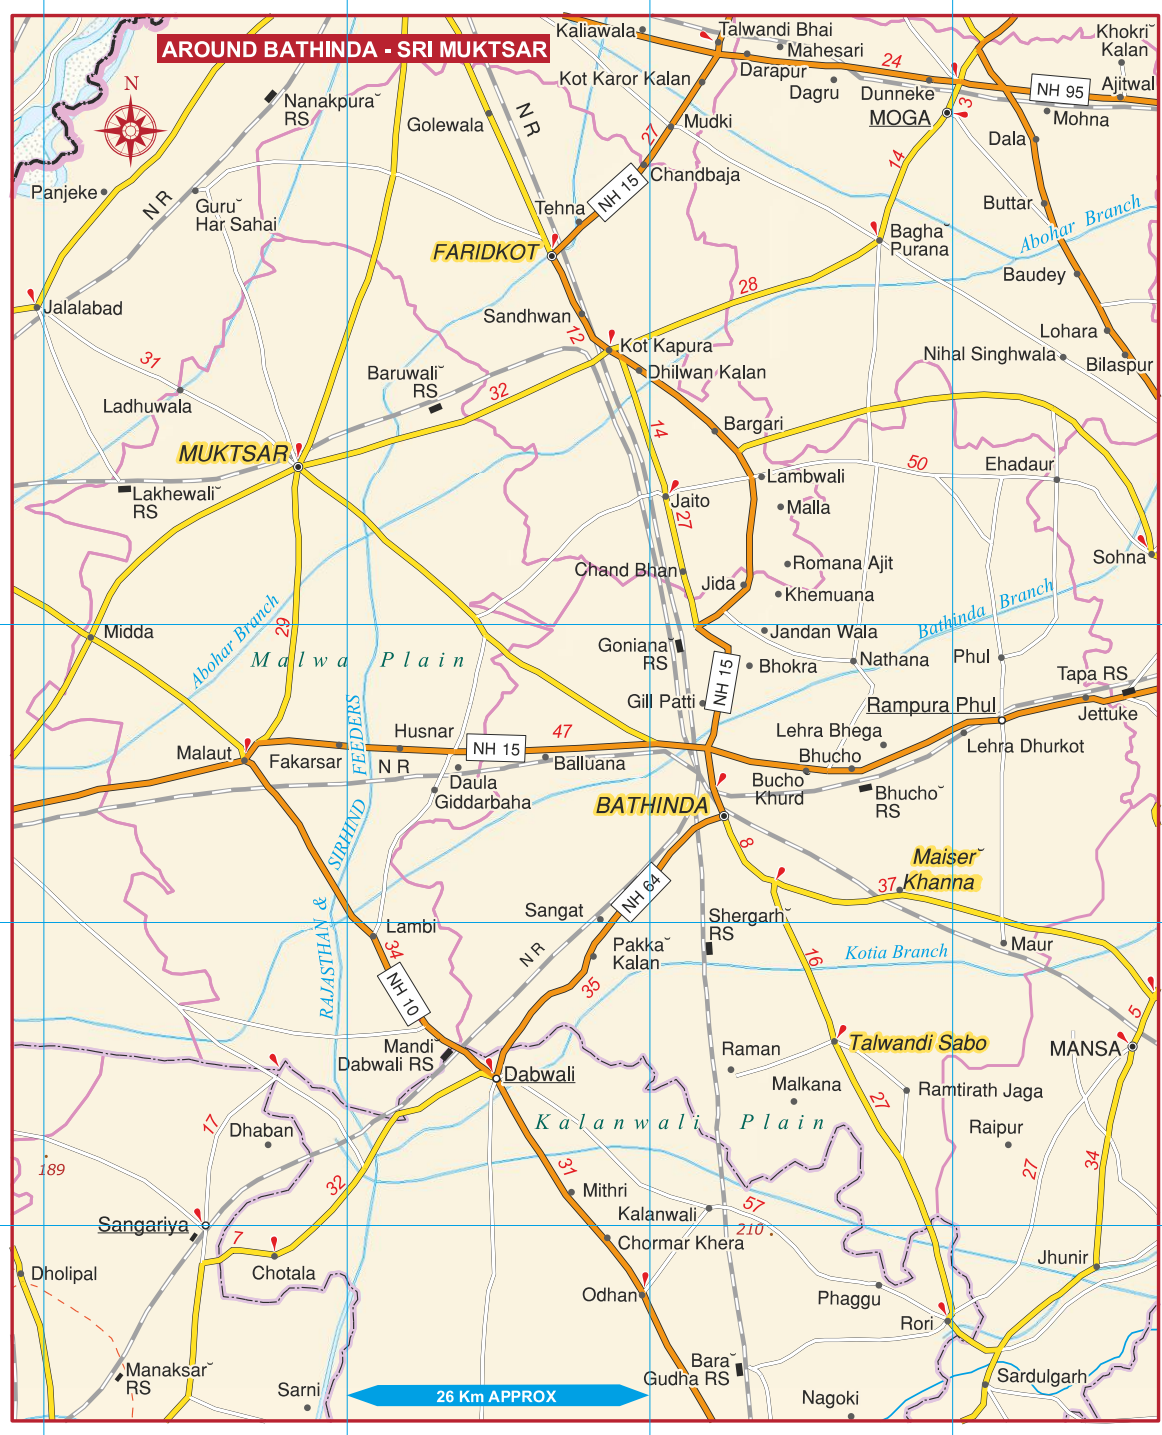 AROUND BATHINDA - SRI MUKTSAR
N
Kaliawala
Talwandi Bhai
Mahesari
Khokri
Kalan
24
Kot Karor Kalan
Darapur
Dagru
Dunneke
NH 95
Ajitwal
Nanakpura
RS
N R
Golewala
27
Mudki
MOGA
3
Mohna
Dala
14
Chandbaja
NH 15
Panjeke
N R
Guru
Har Sahai
Tehna
Buttar
Abohar Branch
FARIDKOT
Bagha
Purana
Baudey
28
Jalalabad
Sandhwan
12
Lohara
Kot Kapura
Nihal Singhwala
Bilaspur
31
Baruwali
RS
Dhilwan Kalan
32
Ladhuwala
14
Bargari
MUKTSAR
50
Ehadaur
Lambwali
Lakhewali
RS
Jaito
Malla
27
Sohna
Chand Bhan
Romana Ajit
Jida
Khemuana
Bathinda Branch
Abohar Branch
29
Midda
Malwa Plain
Goniana
RS
Jandan Wala
NH 15
Bhokra
Nathana
Phul
Tapa RS
Gill Patti
Rampura Phul
Jettuke
RAJASTHAN & SIRHIND FEEDERS
Husnar
47
Lehra Bhega
Lehra Dhurkot
Malaut
Fakarsar
N R
NH 15
Balluana
Bhucho
Daula
Giddarbaha
Bucho
Khurd
Bhucho
RS
BATHINDA
8
Maiser
Khanna
37
NH 64
Sangat
Shergarh
RS
Lambi
34
N R
Pakka
Kalan
16
Kotia Branch
Maur
NH 10
35
5
Mandi
Dabwali RS
Raman
Talwandi Sabo
MANSA
Dabwali
Malkana
27
Ramtirath Jaga
17
Dhaban
Kalanwali Plain
Raipur
189
32
31
27
34
Mithri
57
Kalanwali
210
Sangariya
7
Chormar Khera
Dholipal
Chotala
Jhunir
Odhan
Phaggu
Rori
Manaksar
RS
Bara
Gudha RS
Sarni
26 Km APPROX
Nagoki
Sardulgarh